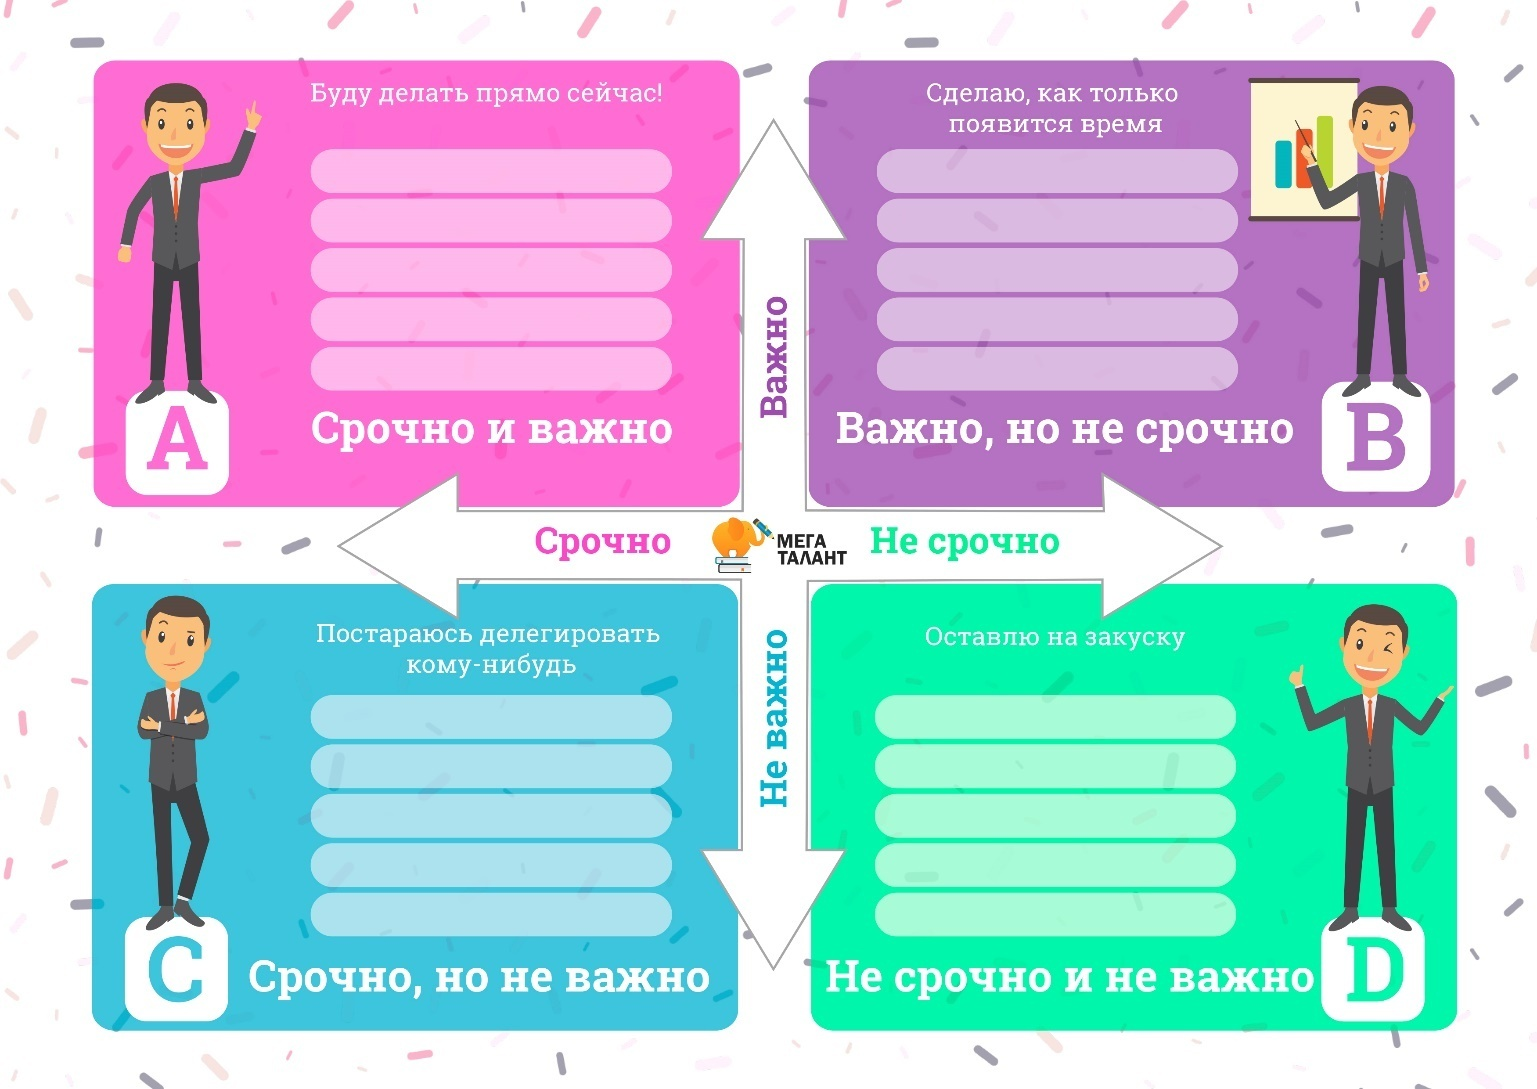 Буду делать прямо сейчас!
A
Срочно и важно
Сделаю, как только
появится время
Важно, но не срочно
B
Важно
Срочно
МЕГА
ТАЛАНТ
Не срочно
Не важно
Постараюсь делегировать
кому-нибудь
C
Срочно, но не важно
Оставлю на закуску
Не срочно и не важно
D